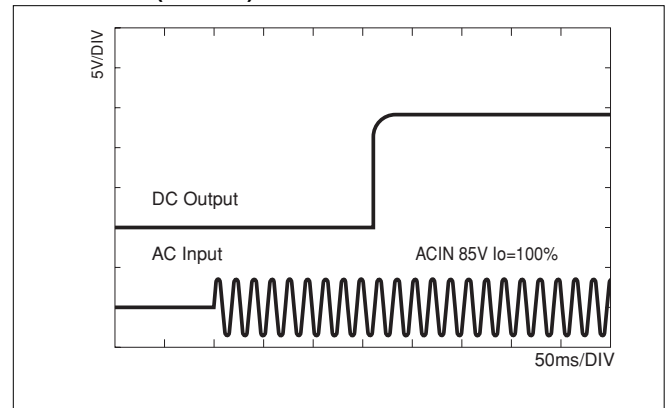 5V/DIV
DC Output
AC Input
ACIN 85V Io=100%
50ms/DIV